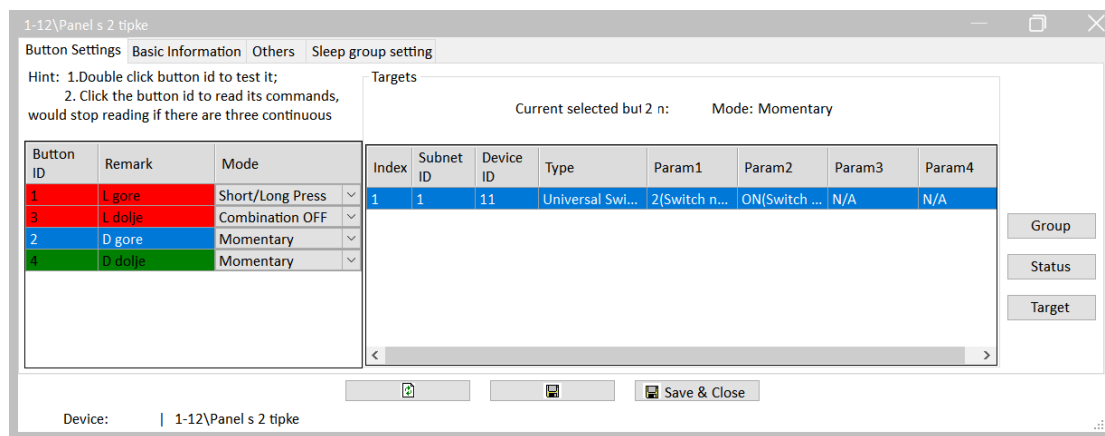 1-12\Panel s 2 tipke
Button Settings Basic Information Others Sleep group setting
Hint: 1.Double click button id to test it;
2. Click the button id to read its commands,
would stop reading if there are three continuous
Targets
Current selected but 2 n: Mode: Momentary
Button ID Remark Mode
1 L gore Short/Long Press
3 L dolje Combination OFF
2 D gore Momentary
4 D dolje Momentary
Index Subnet ID Device ID Type Param1 Param2 Param3 Param4
1 1 11 Universal Swi... 2(Switch n... ON(Switch ... N/A N/A
Group
Status
Target
Save & Close
Device: | 1-12\Panel s 2 tipke